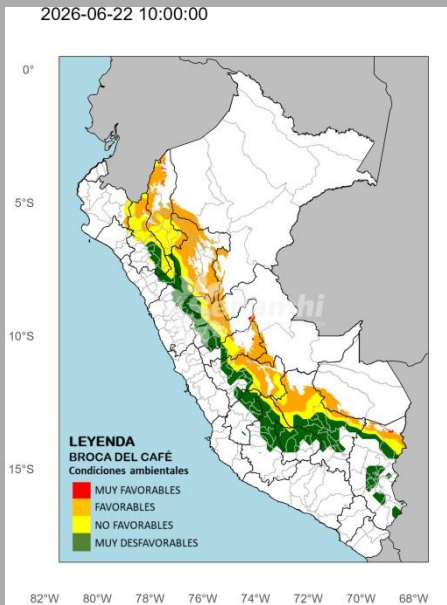 2026-06-22 10:00:00
0°
5°S
10°S
15°S
senamhi
LEYENDA
BROCA DEL CAFÉ
Condiciones ambientales
MUY FAVORABLES
FAVORABLES
NO FAVORABLES
MUY DESFAVORABLES
82°W 80°W 78°W 76°W 74°W 72°W 70°W 68°W